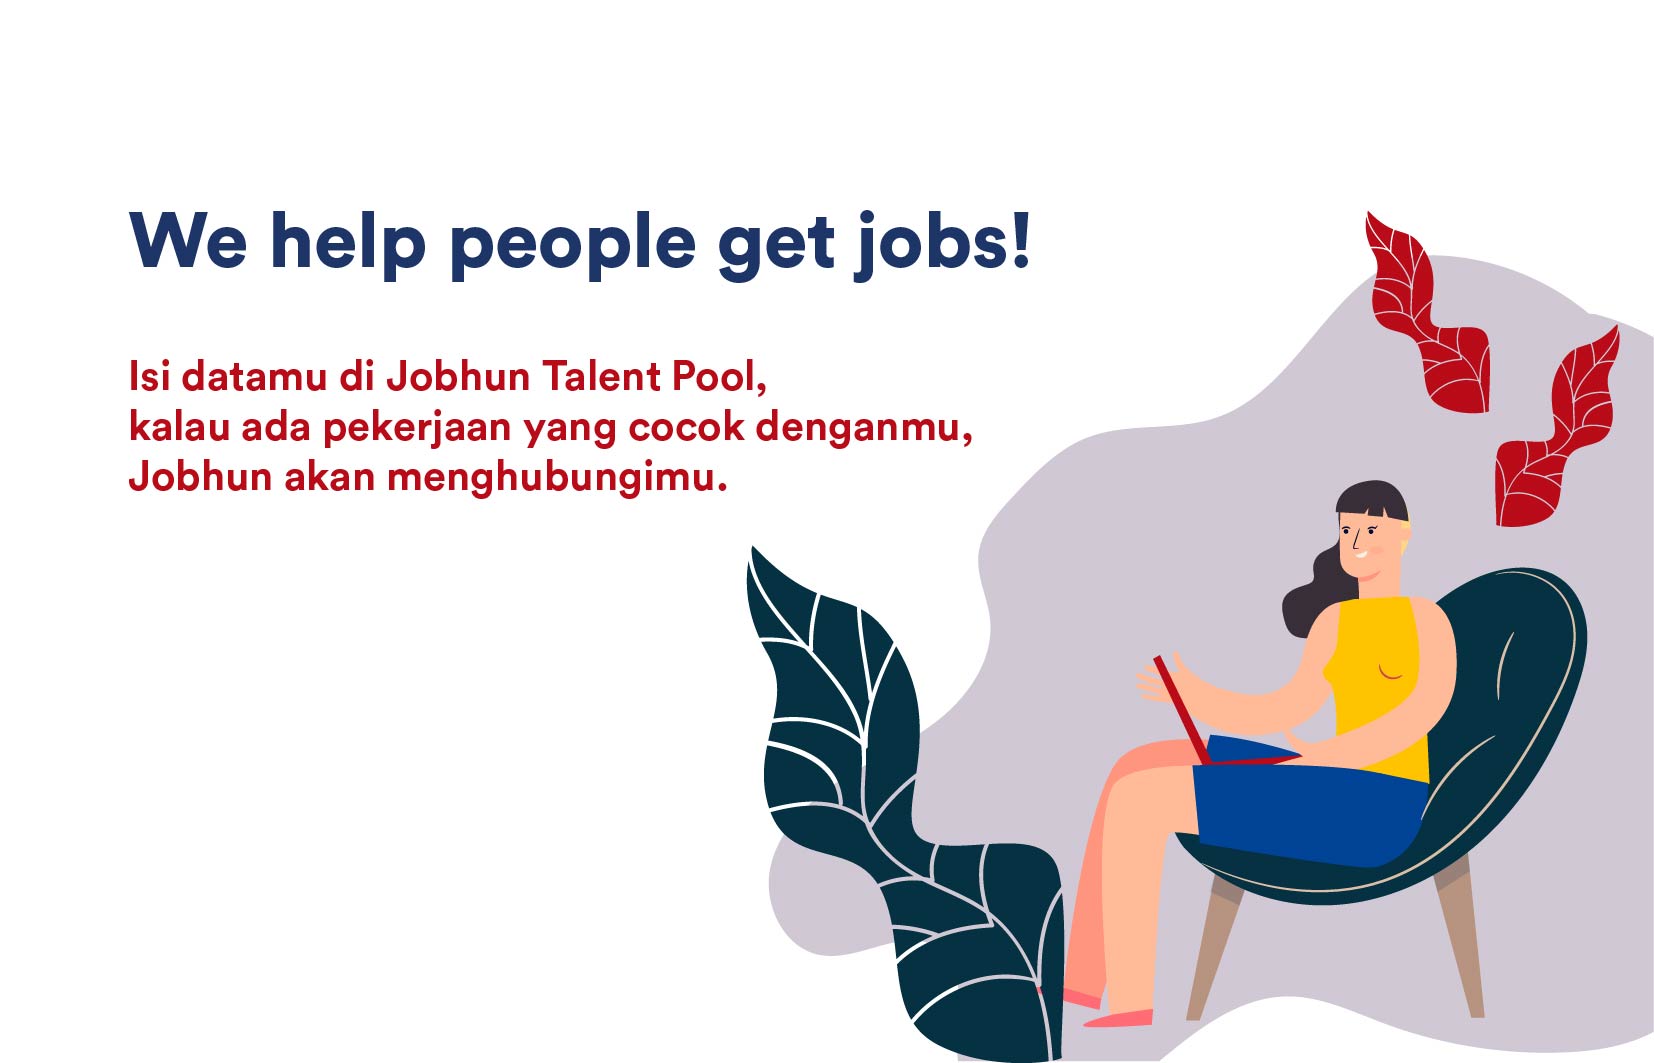 We help people get jobs!
Isi datamu di Jobhun Talent Pool,
kalau ada pekerjaan yang cocok denganmu,
Jobhun akan menghubungimu.